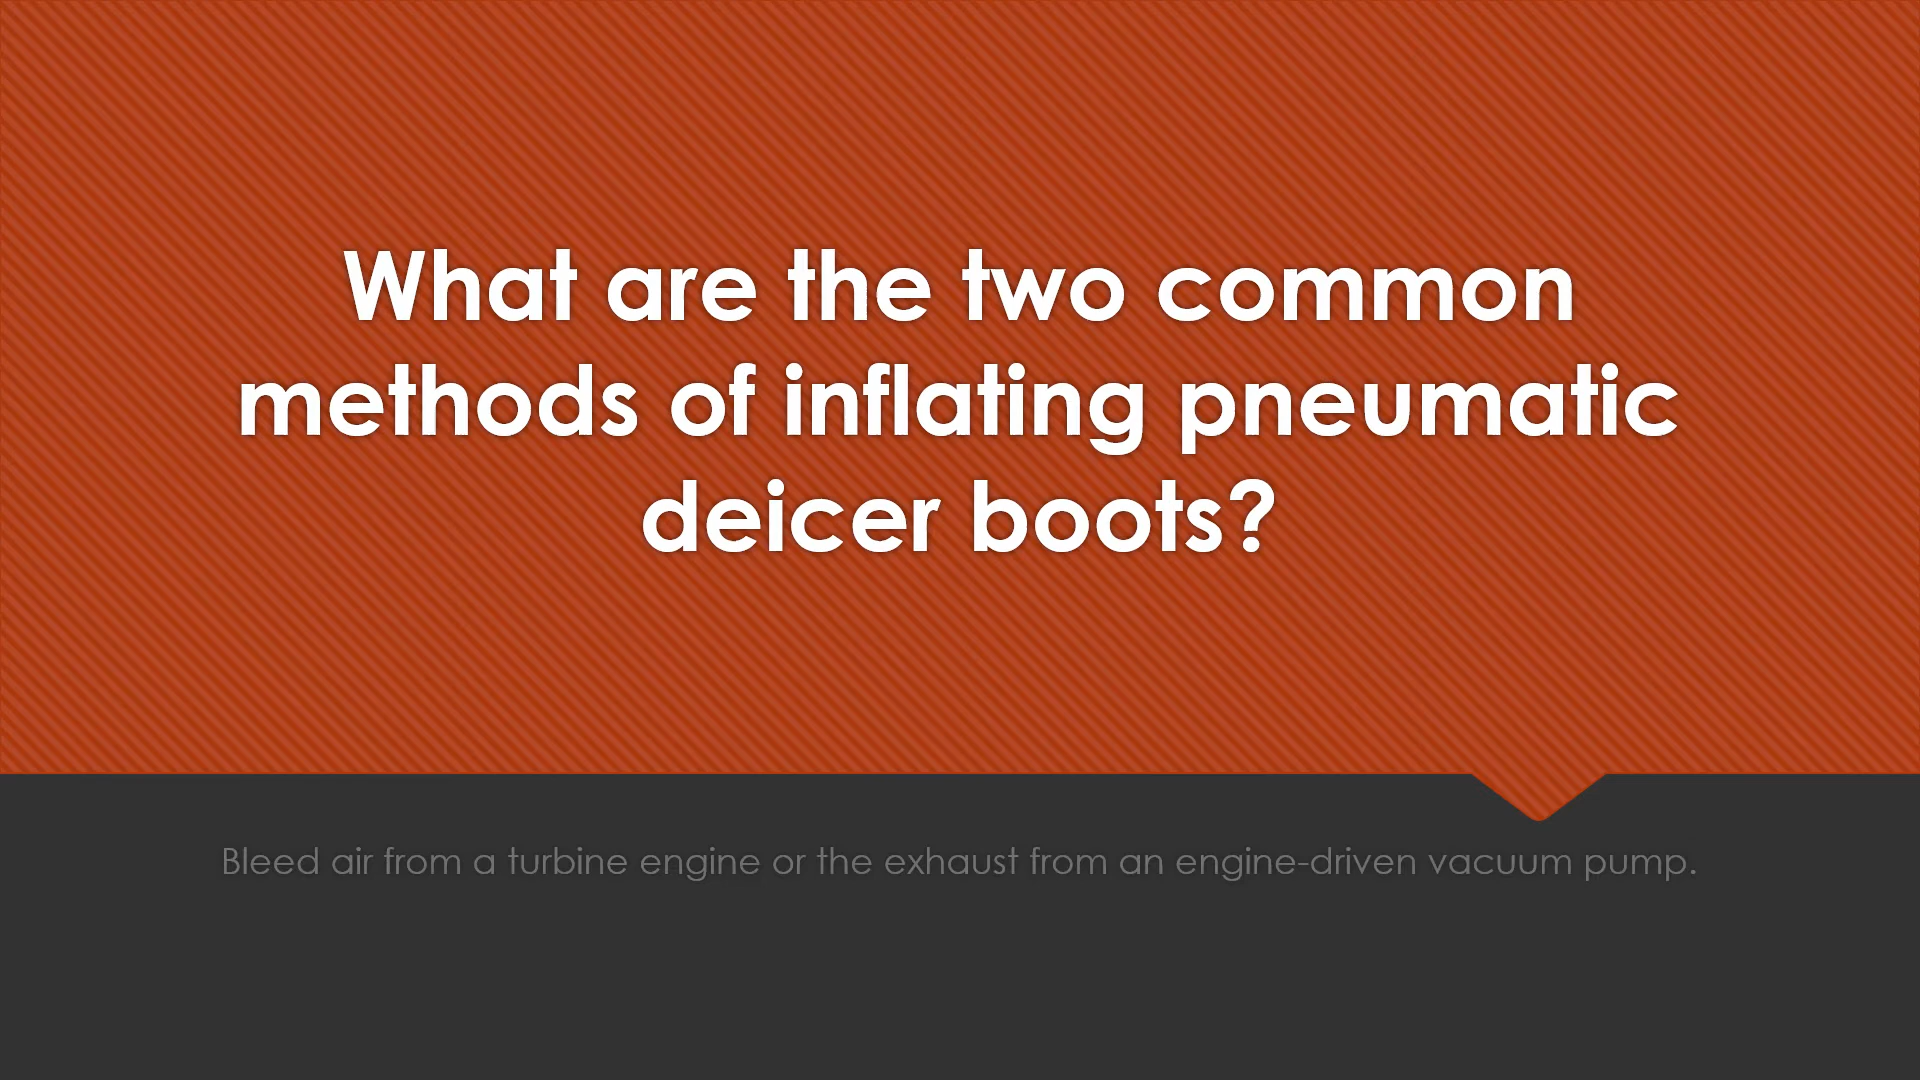 What are the two common
methods of inflating pneumatic
deicer boots?
Bleed air from a turbine engine or the exhaust from an engine-driven vacuum pump.